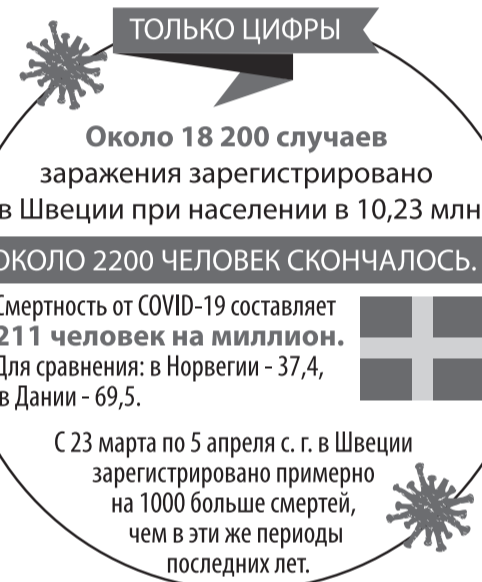 ТОЛЬКО ЦИФРЫ
Около 18 200 случаев
заражения зарегистрировано
в Швеции при населении в 10,23 млн
ОКОЛО 2200 ЧЕЛОВЕК СКОНЧАЛОСЬ.
Смертность от COVID-19 составляет
211 человек на миллион.
Для сравнения: в Норвегии - 37,4,
в Дании - 69,5.
С 23 марта по 5 апреля с. г. в Швеции
зарегистрировано примерно
на 1000 больше смертей,
чем в эти же периоды
последних лет.